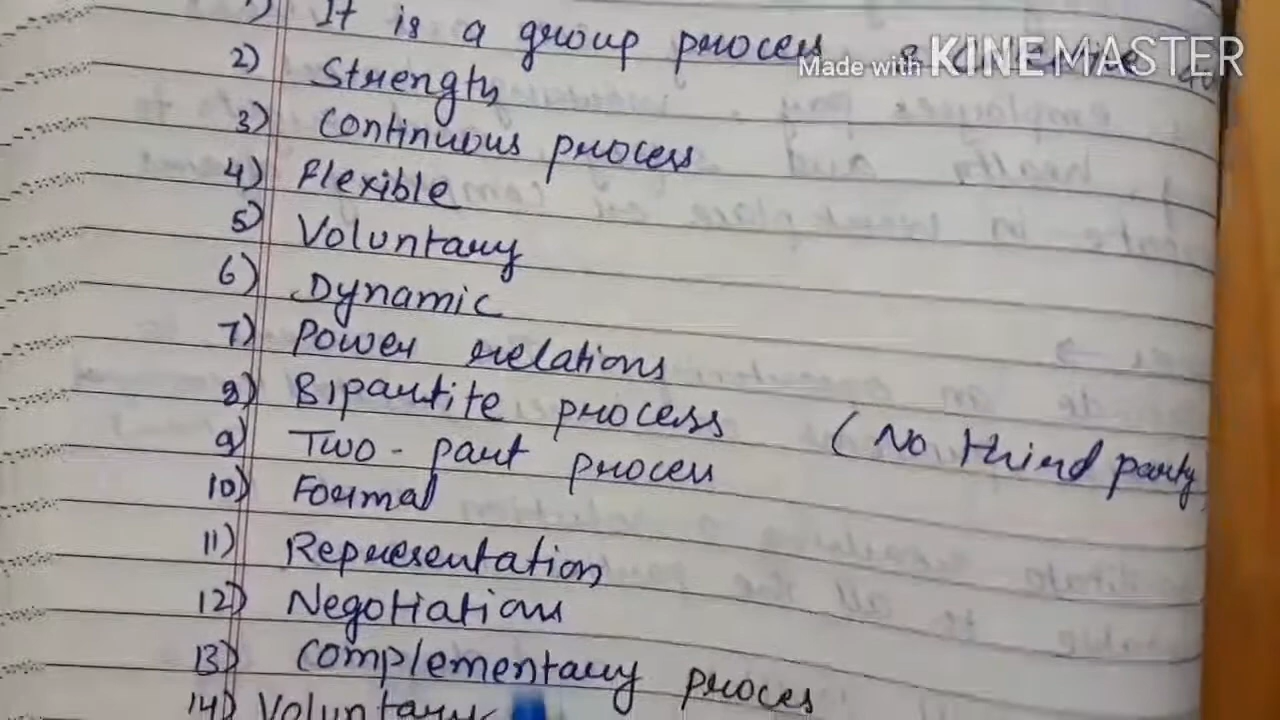 1) It is a group process & Collective
Made with KINEMASTER
2) Strength
3) Continuous process
4) Flexible
5) Voluntary
6) Dynamic
7) Power relations
8) Bipartite process (No third party
9) Two-part process
10) Formal
11) Representation
12) Negotiations
13) Complementary proces
14) Voluntary